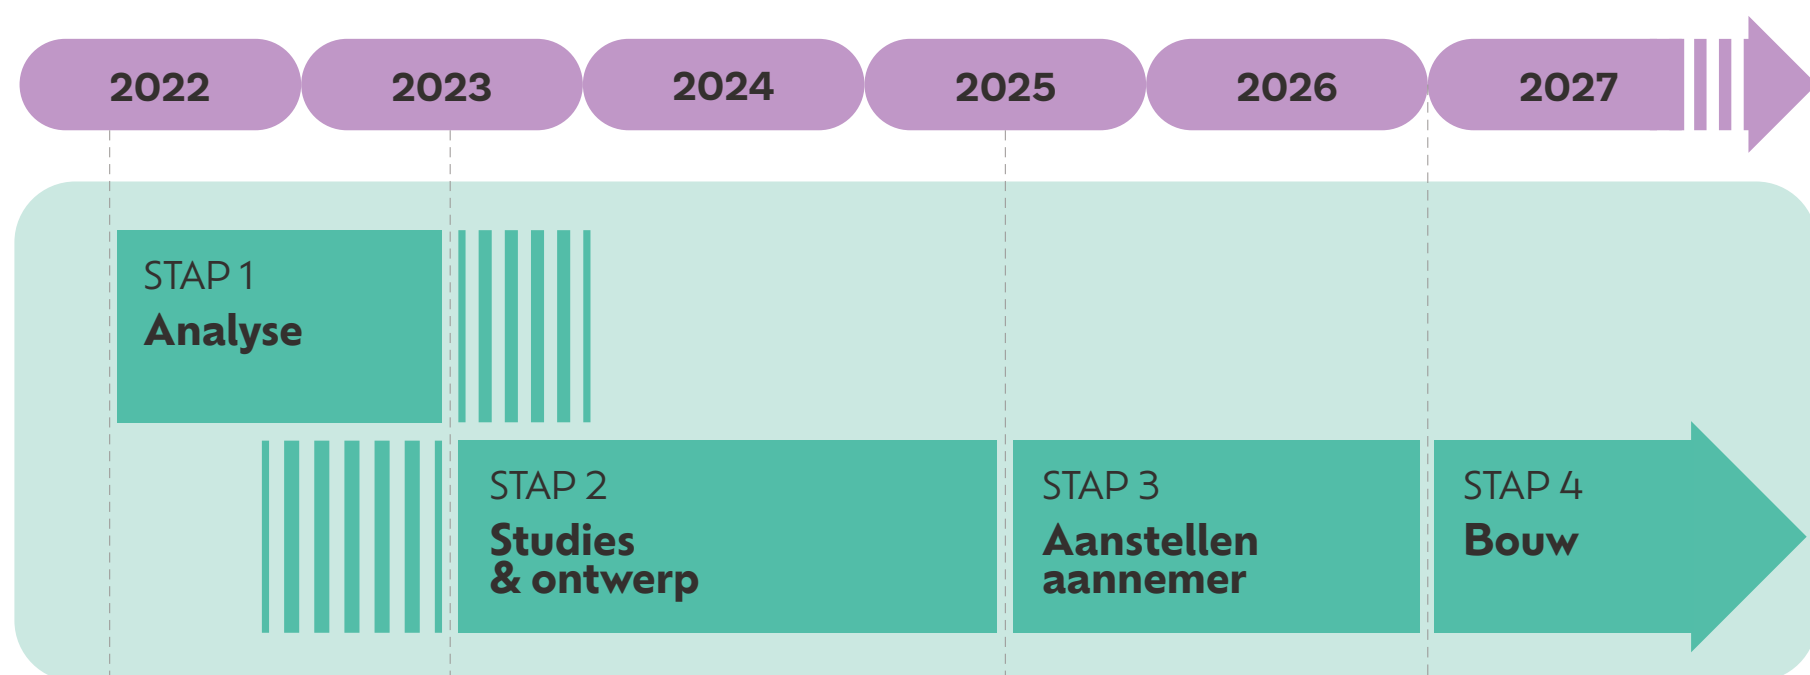 2022
2023
2024
2025
2026
2027
STAP 1
Analyse
STAP 2
Studies
& ontwerp
STAP 3
Aanstellen
aannemer
STAP 4
Bouw